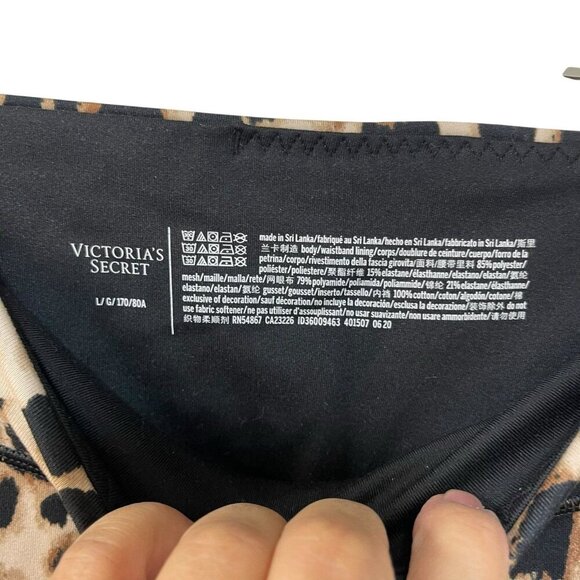 VICTORIA'S
SECRET
L/ G/ 170/80A
made in Sri Lanka/fabriqué au Sri Lanka/hecho en Sri Lanka/fabbricato in Sri Lanka/斯里
兰卡制造 body/waistband lining/corps/doublure de ceinture/cuerpo/forro de la
petrina/corpo/rivestimento della fascia girovita/面料/腰带里料 85% polyester/
poliéster/poliestere/聚酯纤维 15% elastane/élasthanne/elastano/elastan/氨纶
mesh/maille/malla/rete/网眼布 79% polyamide/poliamida/poliammide/锦纶 21% elastane/élasthanne/
elastano/elastan/氨纶 gusset/gousset/inserto/tassello/内裆 100% cotton/coton/algodón/cotone/棉
exclusive of decoration/sauf décoration/no incluye la decoración/esclusa decorazione/装饰除外 do not
use fabric softener/ne pas utiliser d'assouplissant/no usar suavizante/non usare ammorbidente/请勿使用
织物柔顺剂 RN54867 CA23226 ID36009463 401507 06 20